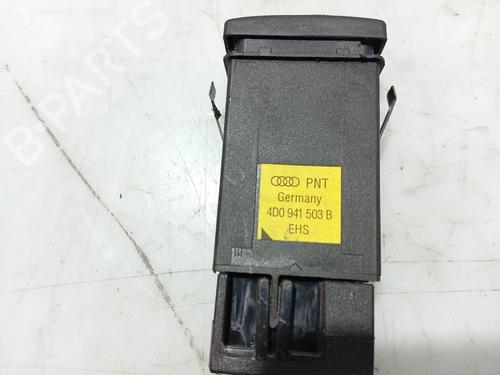 B-PARTS
PNT
Germany
4D0 941 503 B
EHS